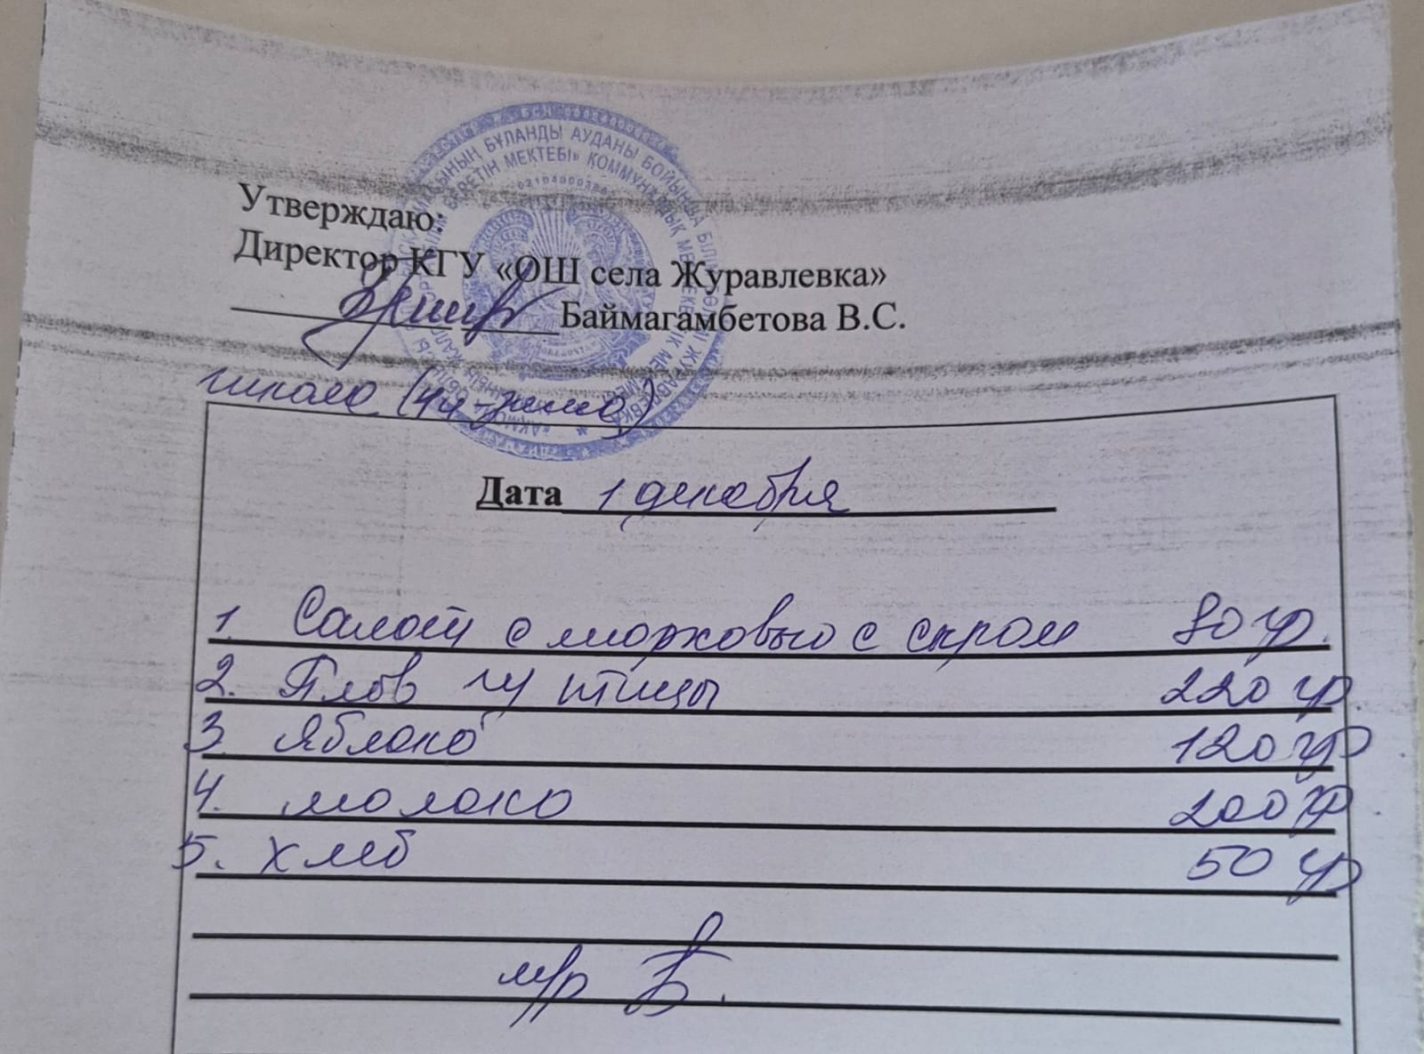 Утверждаю:
Директор КГУ «ОШ села Журавлевка»
Баймагамбетова В.С.
школа
Дата 1 декабря
1. Салат с морковью с сыром 80 гр.
2. Плов из птицы 220 гр
3. Яблоко 120 гр
4. молоко 200 гр
5. хлеб 50 гр
м/р